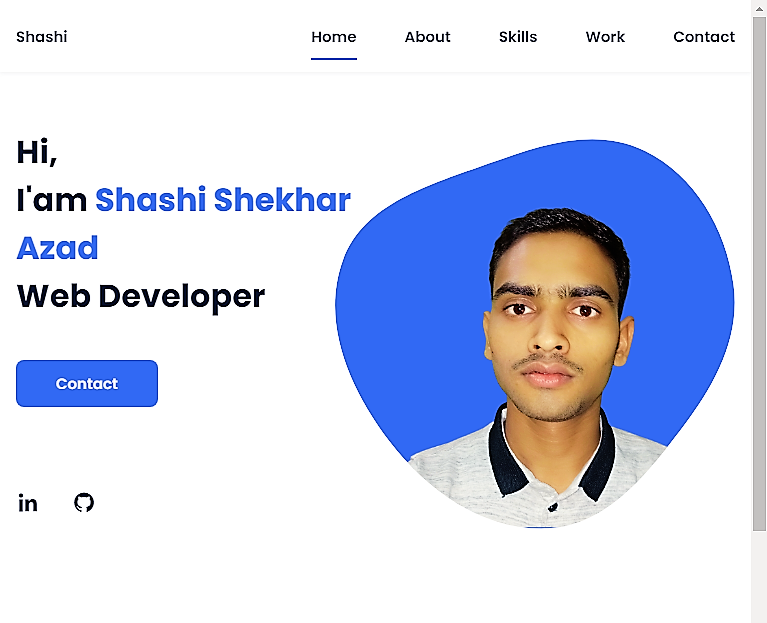 Shashi
Home About Skills Work Contact
Hi,
I'am Shashi Shekhar
Azad
Web Developer
Contact
in